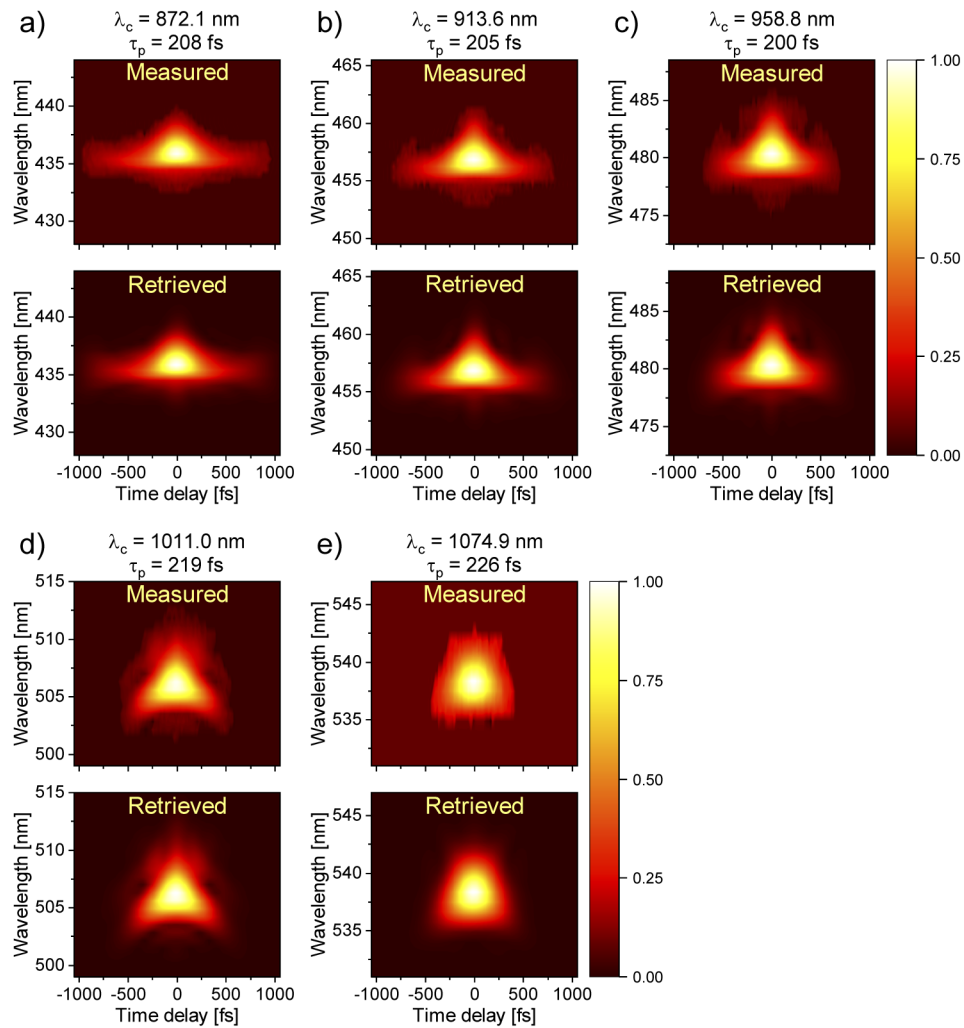 a)
λc = 872.1 nm
τp = 208 fs
Measured
Wavelength [nm]
440
435
430
Retrieved
Wavelength [nm]
440
435
430
-1000 -500 0 500 1000
Time delay [fs]
b)
λc = 913.6 nm
τp = 205 fs
Measured
Wavelength [nm]
465
460
455
450
Retrieved
Wavelength [nm]
465
460
455
450
-1000 -500 0 500 1000
Time delay [fs]
c)
λc = 958.8 nm
τp = 200 fs
Measured
Wavelength [nm]
485
480
475
Retrieved
Wavelength [nm]
485
480
475
-1000 -500 0 500 1000
Time delay [fs]
1.00
0.75
0.50
0.25
0.00
d)
λc = 1011.0 nm
τp = 219 fs
Measured
Wavelength [nm]
515
510
505
500
Retrieved
Wavelength [nm]
515
510
505
500
-1000 -500 0 500 1000
Time delay [fs]
e)
λc = 1074.9 nm
τp = 226 fs
Measured
Wavelength [nm]
545
540
535
Retrieved
Wavelength [nm]
545
540
535
-1000 -500 0 500 1000
Time delay [fs]
1.00
0.75
0.50
0.25
0.00